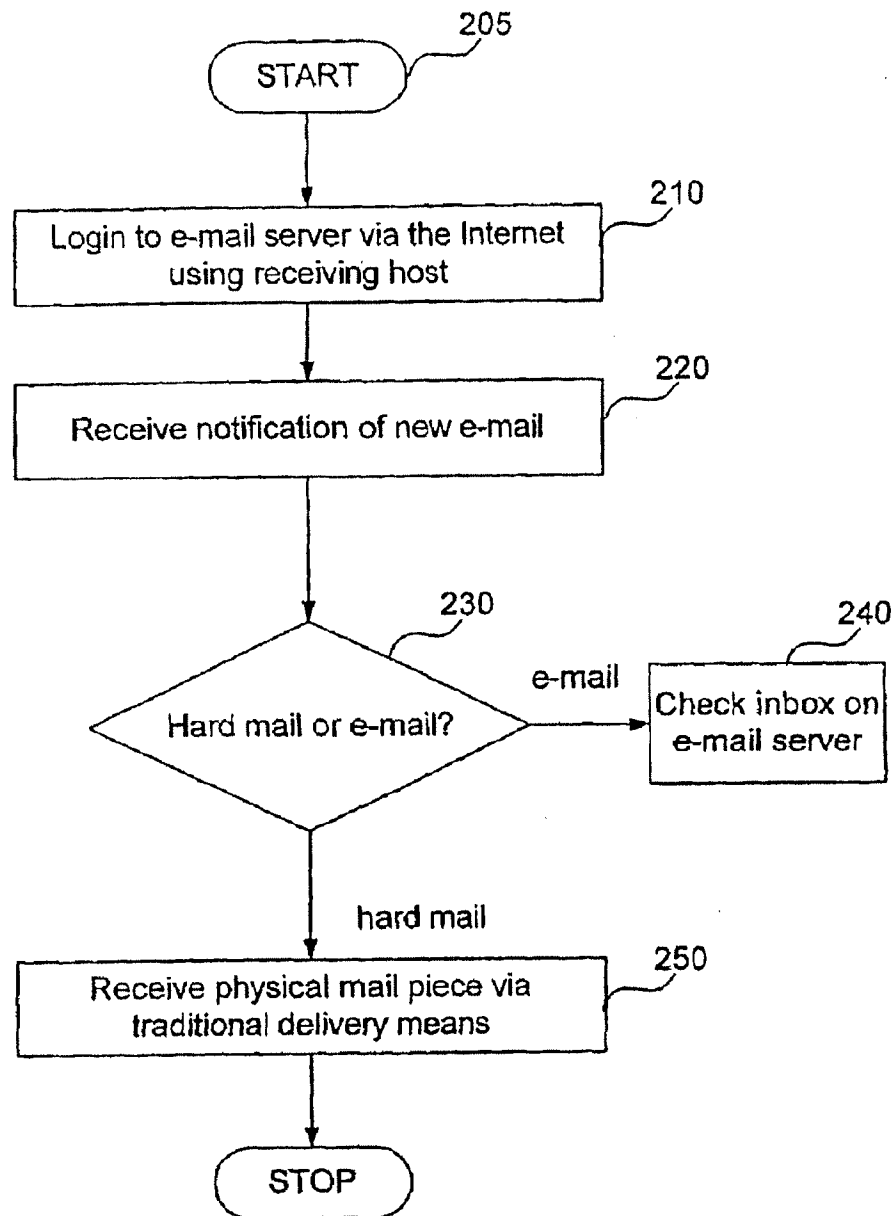 205
START
210
Login to e-mail server via the Internet
using receiving host
220
Receive notification of new e-mail
230
Hard mail or e-mail?
e-mail
240
Check inbox on
e-mail server
hard mail
250
Receive physical mail piece via
traditional delivery means
STOP